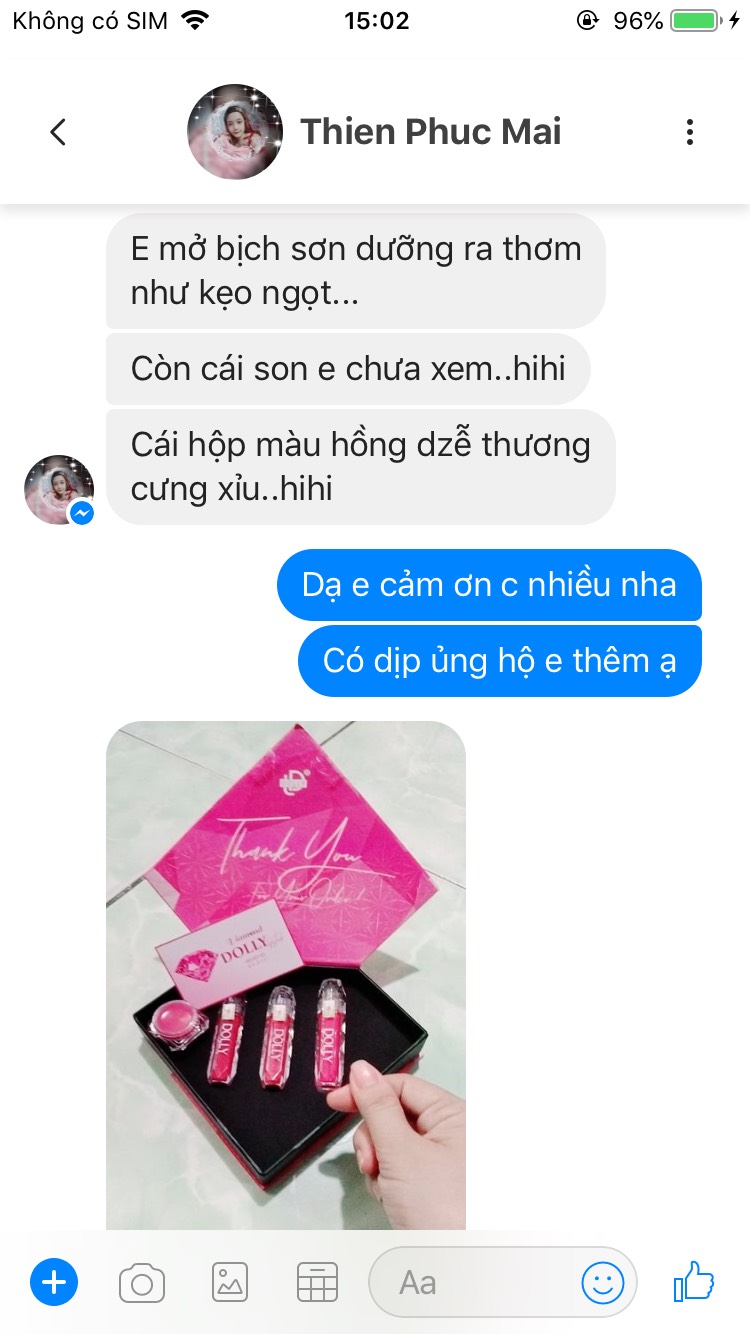 Không có SIM 15:02 96%
Thien Phuc Mai
E mở bịch sơn dưỡng ra thơm
như kẹo ngọt...
Còn cái son e chưa xem..hihi
Cái hộp màu hồng dzễ thương
cưng xỉu..hihi
Dạ e cảm ơn c nhiều nha
Có dịp ủng hộ e thêm ạ
Thank You
DOLLY
DOLLY
DOLLY
DOLLY
Aa